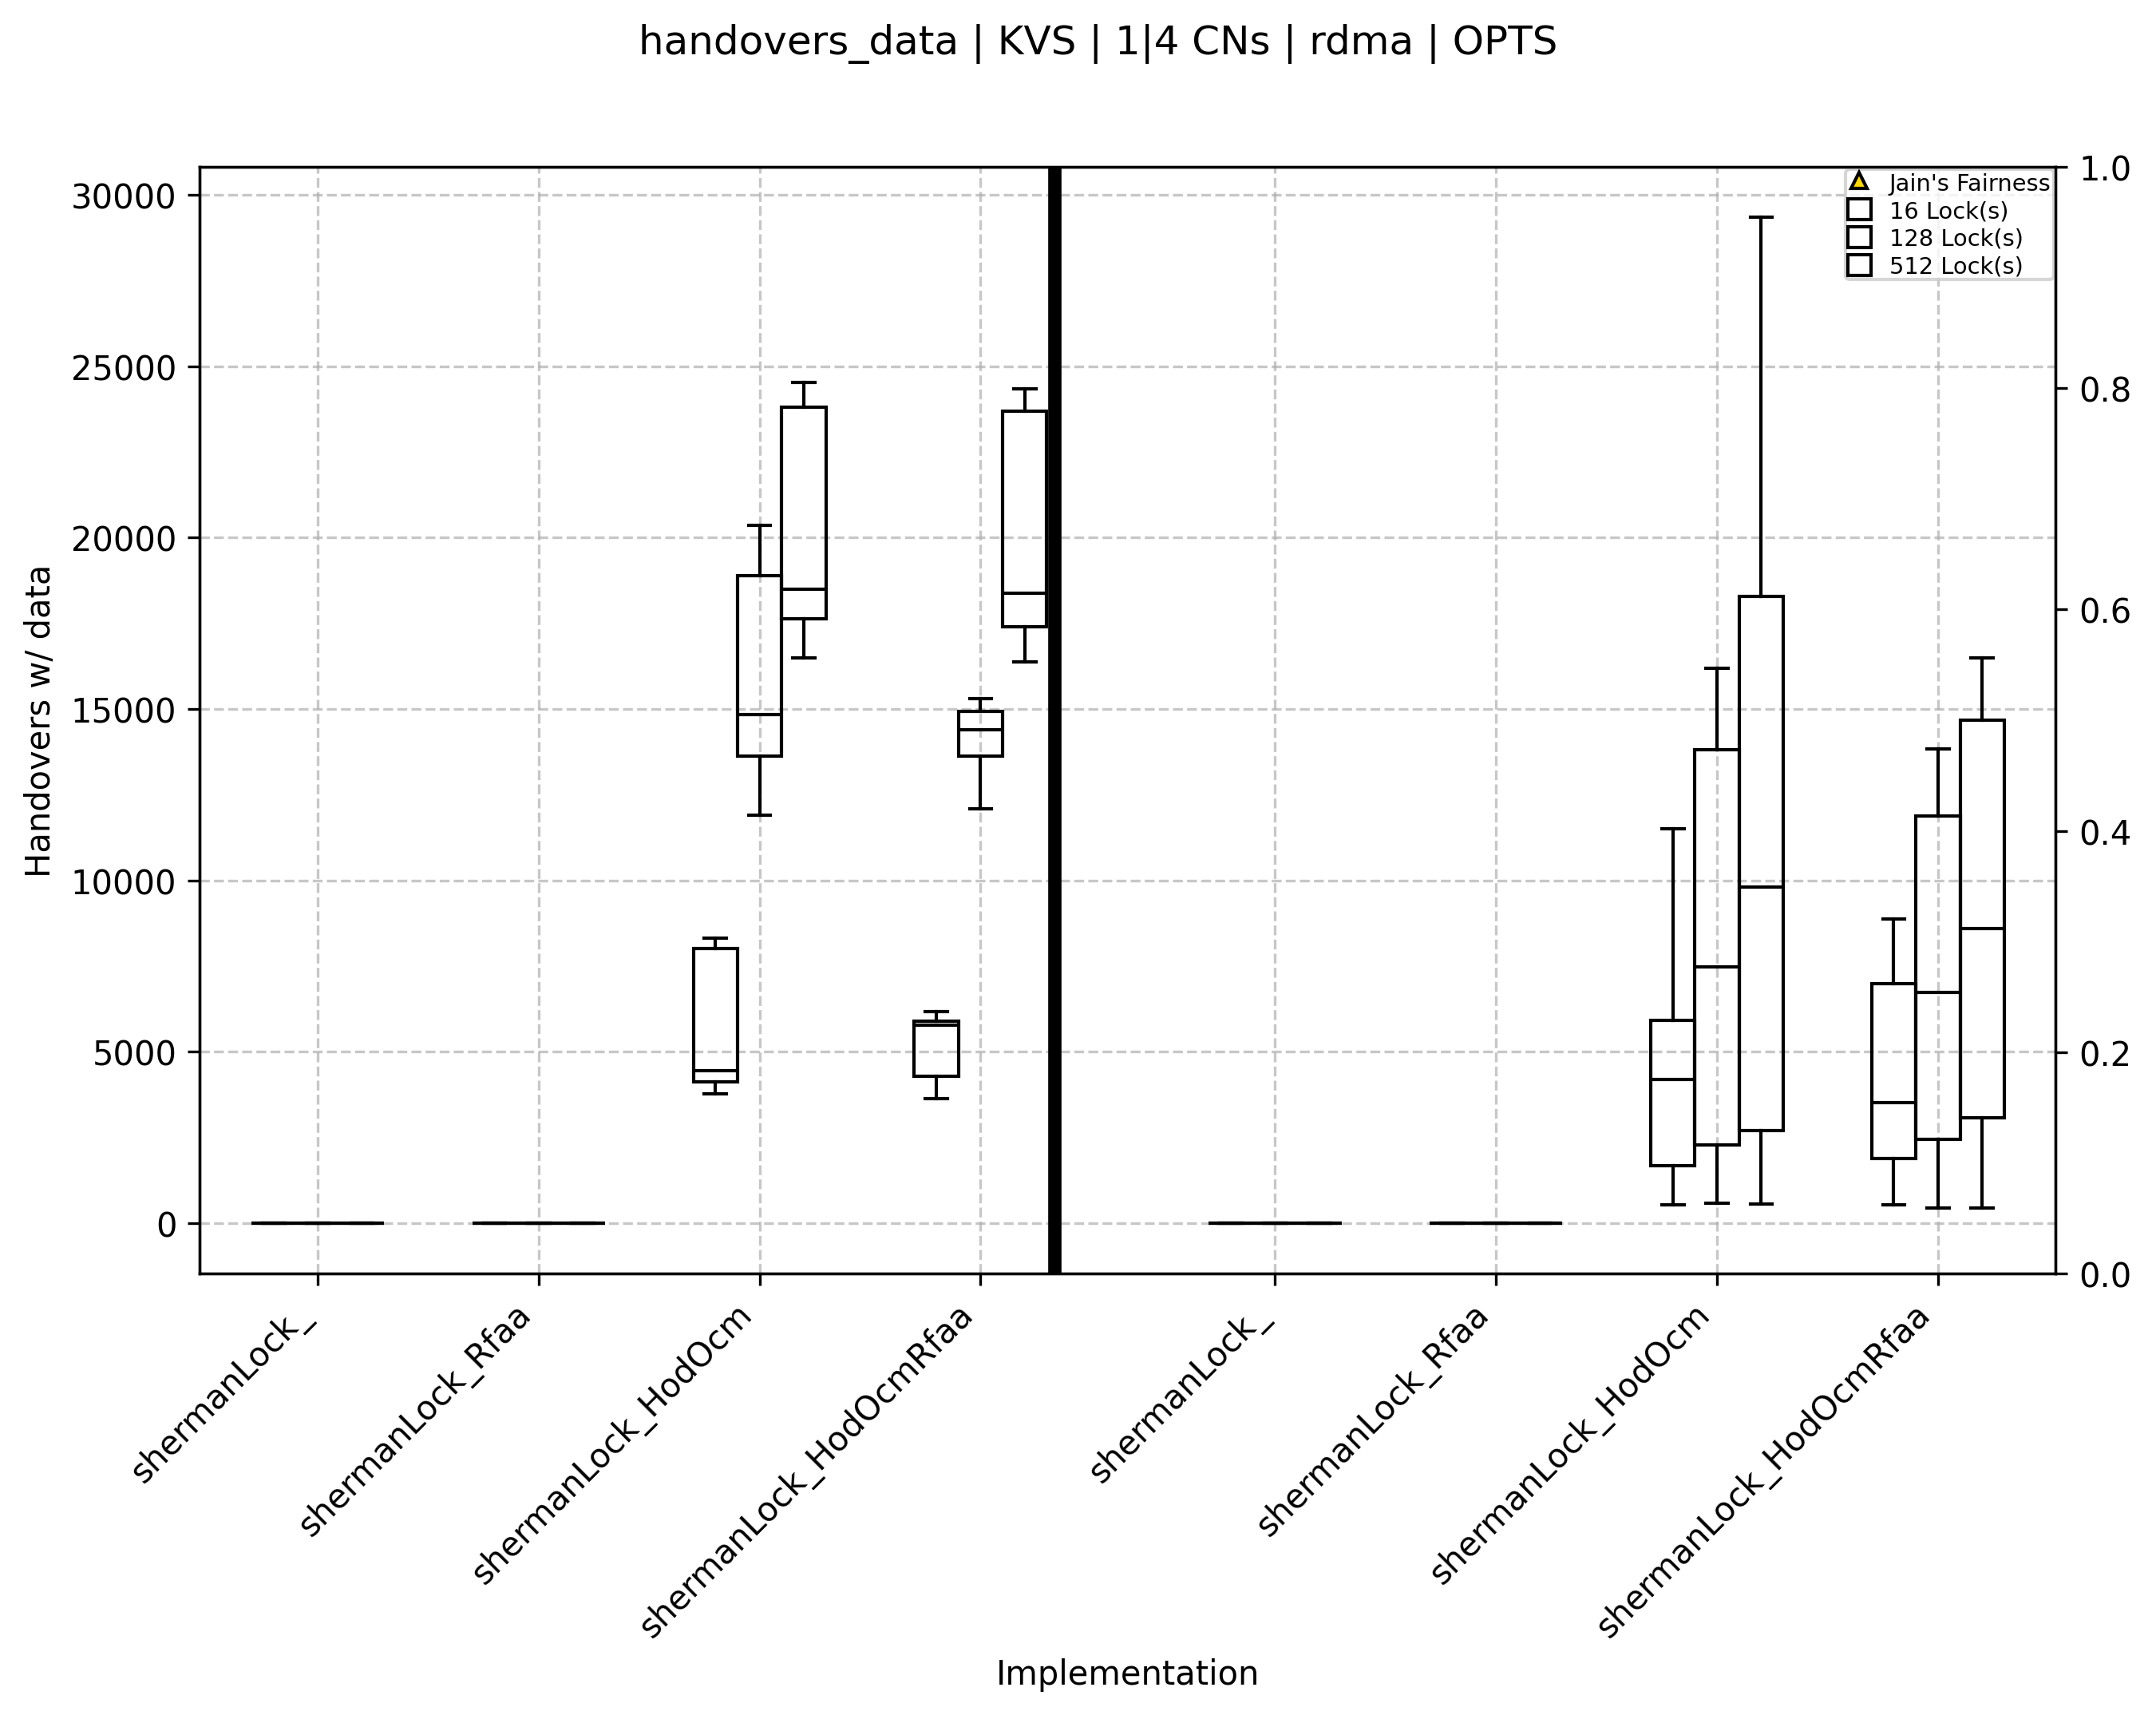 handovers_data | KVS | 1|4 CNs | rdma | OPTS
Jain's Fairness
16 Lock(s)
128 Lock(s)
512 Lock(s)
30000
25000
20000
15000
10000
5000
0
Handovers w/ data
1.0
0.8
0.6
0.4
0.2
0.0
shermanLock_
shermanLock_Rfaa
shermanLock_HodOcm
shermanLock_HodOcmRfaa
shermanLock_
shermanLock_Rfaa
shermanLock_HodOcm
shermanLock_HodOcmRfaa
Implementation